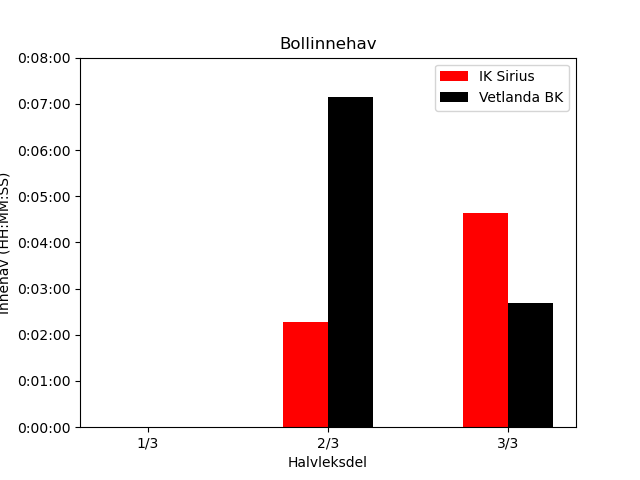 Bollinnehav
IK Sirius
Vetlanda BK
0:08:00
0:07:00
0:06:00
0:05:00
0:04:00
0:03:00
0:02:00
0:01:00
0:00:00
Innehav (HH:MM:SS)
1/3 2/3 3/3
Halvleksdel